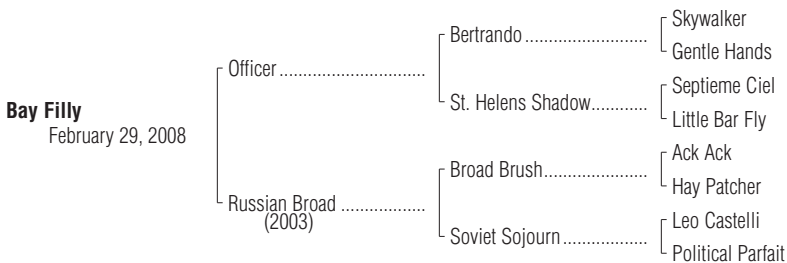 Skywalker
Bertrando ..........................
Gentle Hands
Officer ...............................
Septieme Ciel
St. Helens Shadow............
Little Bar Fly
Bay Filly
February 29, 2008
Ack Ack
Broad Brush......................
Hay Patcher
Russian Broad ..................
(2003)
Leo Castelli
Soviet Sojourn..................
Political Parfait